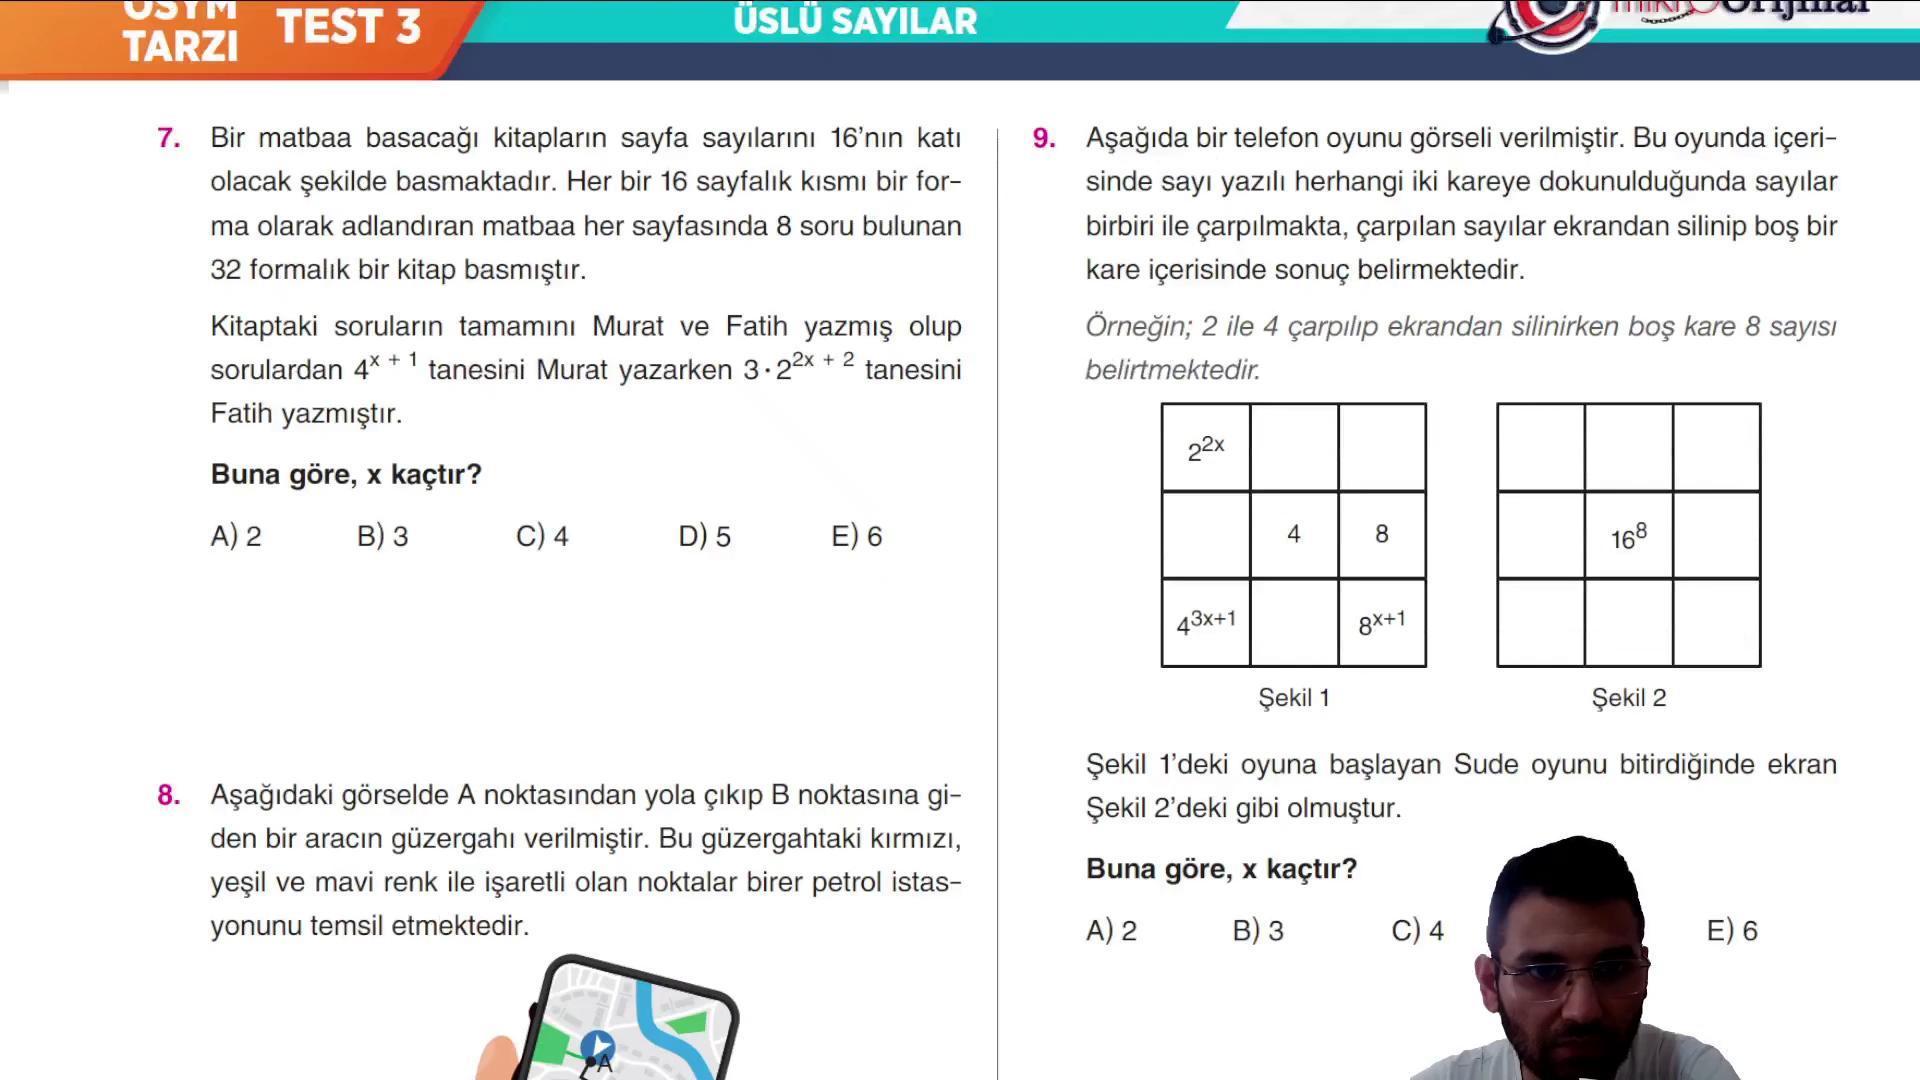 ÖSYM
TARZI
TEST 3
ÜSLÜ SAYILAR
mikro Orijinal
7. Bir matbaa basacağı kitapların sayfa sayılarını 16’nın katı
olacak şekilde basmaktadır. Her bir 16 sayfalık kısmı bir for-
ma olarak adlandıran matbaa her sayfasında 8 soru bulunan
32 formalık bir kitap basmıştır.
Kitaptaki soruların tamamını Murat ve Fatih yazmış olup
sorulardan 4^{x + 1} tanesini Murat yazarken 3 · 2^{2x + 2} tanesini
Fatih yazmıştır.
Buna göre, x kaçtır?
A) 2 B) 3 C) 4 D) 5 E) 6
8. Aşağıdaki görselde A noktasından yola çıkıp B noktasına gi-
den bir aracın güzergahı verilmiştir. Bu güzergahtaki kırmızı,
yeşil ve mavi renk ile işaretli olan noktalar birer petrol istas-
yonunu temsil etmektedir.
A
9. Aşağıda bir telefon oyunu görseli verilmiştir. Bu oyunda içeri-
sinde sayı yazılı herhangi iki kareye dokunulduğunda sayılar
birbiri ile çarpılmakta, çarpılan sayılar ekrandan silinip boş bir
kare içerisinde sonuç belirmektedir.
Örneğin; 2 ile 4 çarpılıp ekrandan silinirken boş kare 8 sayısı
belirtmektedir.
2^{2x}
4 8
4^{3x+1} 8^{x+1}
Şekil 1
16^8
Şekil 2
Şekil 1’deki oyuna başlayan Sude oyunu bitirdiğinde ekran
Şekil 2’deki gibi olmuştur.
Buna göre, x kaçtır?
A) 2 B) 3 C) 4 E) 6